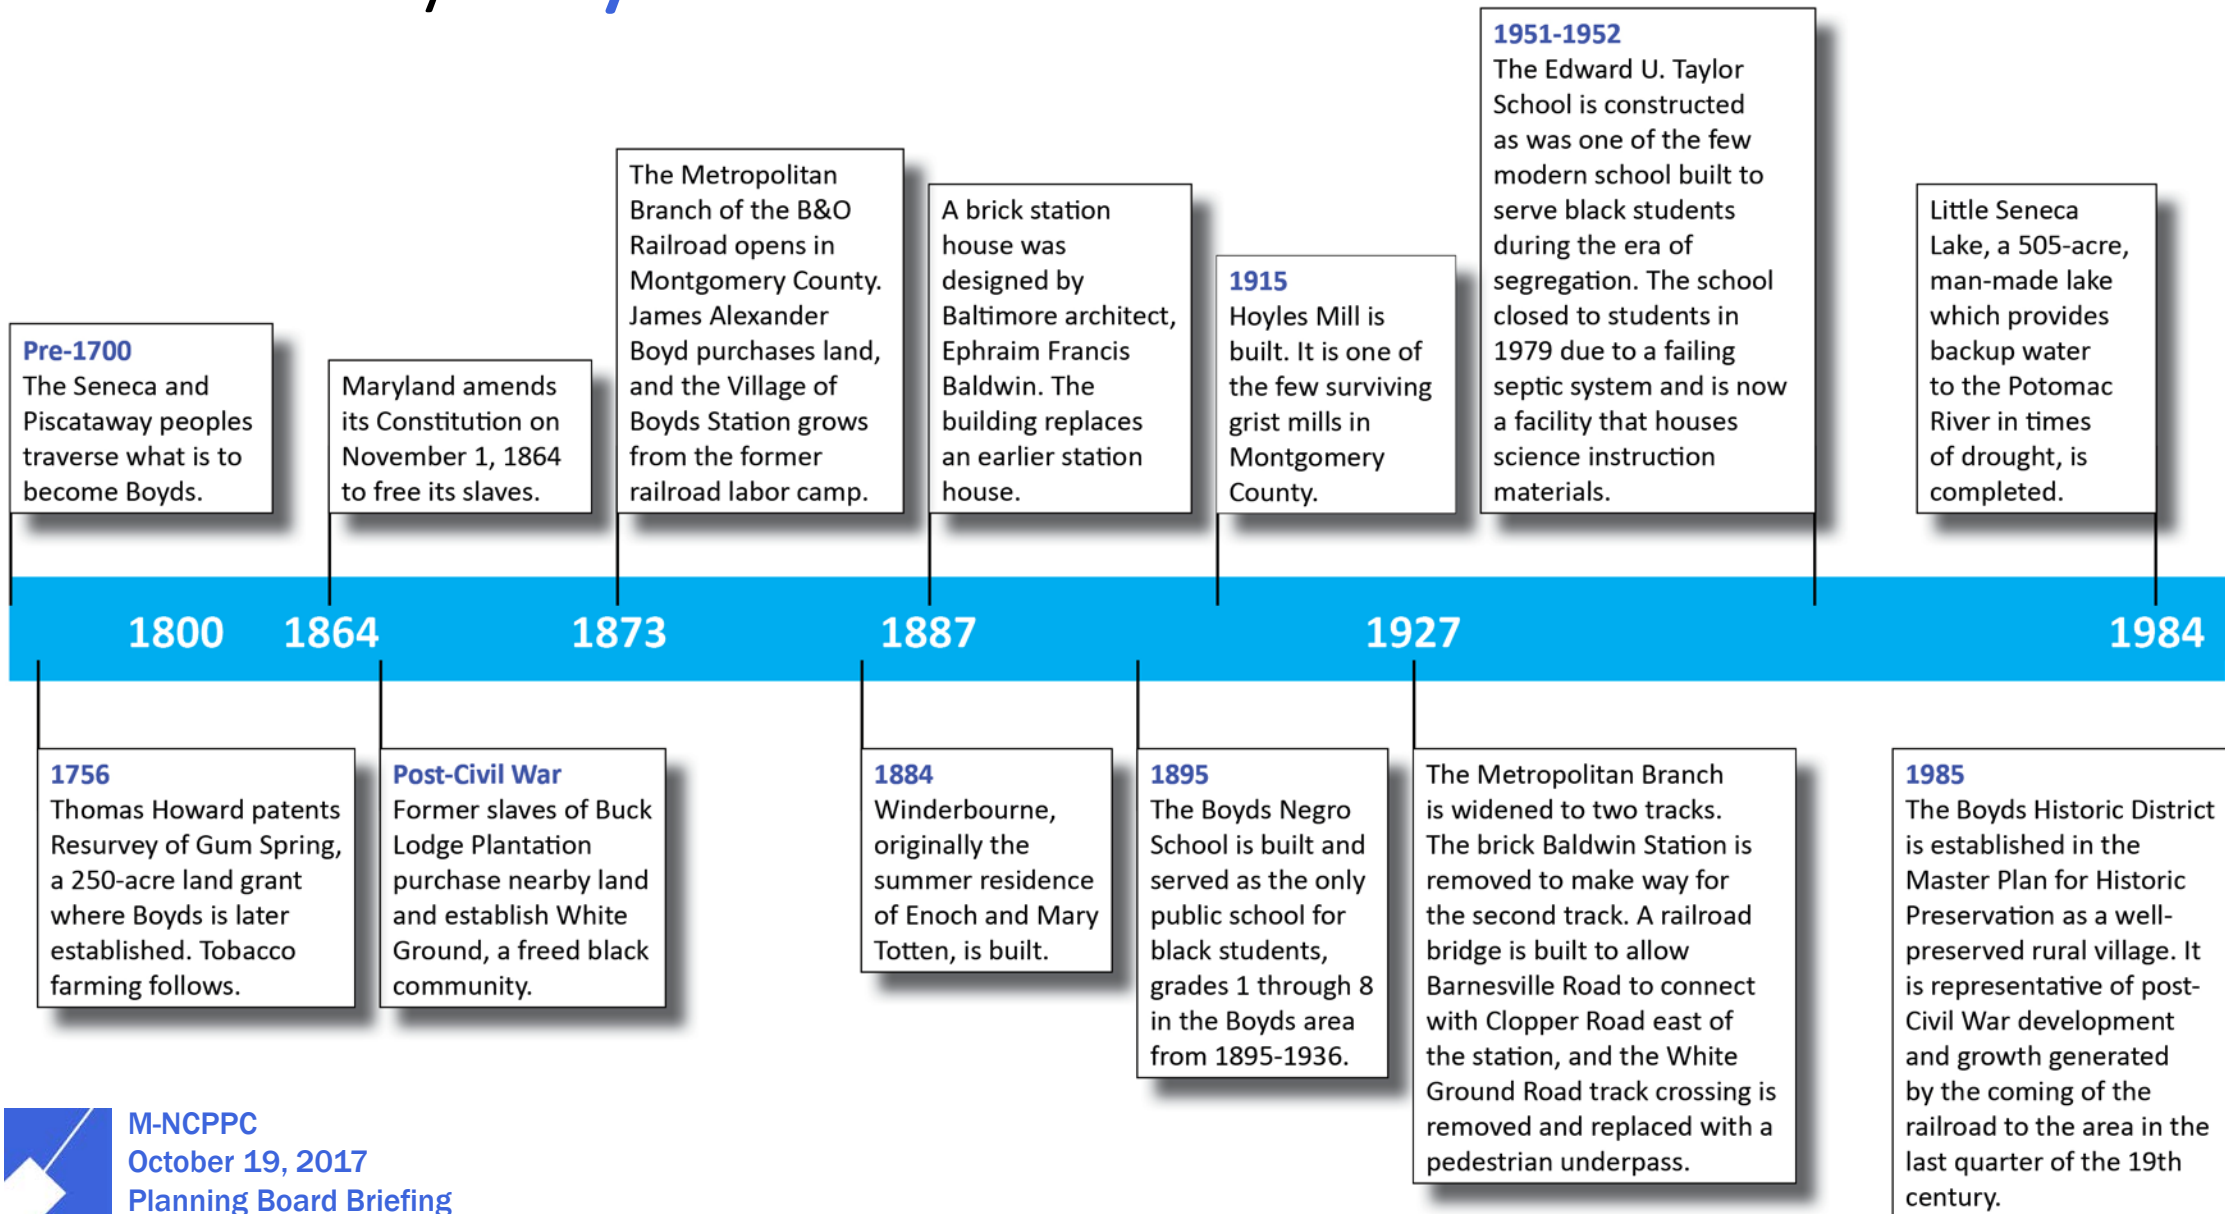 1951-1952
The Edward U. Taylor
School is constructed
as was one of the few
modern school built to
serve black students
during the era of
segregation. The school
closed to students in
1979 due to a failing
septic system and is now
a facility that houses
science instruction
materials.
The Metropolitan
Branch of the B&O
Railroad opens in
Montgomery County.
James Alexander
Boyd purchases land,
and the Village of
Boyds Station grows
from the former
railroad labor camp.
A brick station
house was
designed by
Baltimore architect,
Ephraim Francis
Baldwin. The
building replaces
an earlier station
house.
Little Seneca
Lake, a 505-acre,
man-made lake
which provides
backup water
to the Potomac
River in times
of drought, is
completed.
1915
Hoyles Mill is
built. It is one of
the few surviving
grist mills in
Montgomery
County.
Pre-1700
The Seneca and
Piscataway peoples
traverse what is to
become Boyds.
Maryland amends
its Constitution on
November 1, 1864
to free its slaves.
1800 1864 1873 1887 1927 1984
1756
Thomas Howard patents
Resurvey of Gum Spring,
a 250-acre land grant
where Boyds is later
established. Tobacco
farming follows.
Post-Civil War
Former slaves of Buck
Lodge Plantation
purchase nearby land
and establish White
Ground, a freed black
community.
1884
Winderbourne,
originally the
summer residence
of Enoch and Mary
Totten, is built.
1895
The Boyds Negro
School is built and
served as the only
public school for
black students,
grades 1 through 8
in the Boyds area
from 1895-1936.
The Metropolitan Branch
is widened to two tracks.
The brick Baldwin Station is
removed to make way for
the second track. A railroad
bridge is built to allow
Barnesville Road to connect
with Clopper Road east of
the station, and the White
Ground Road track crossing is
removed and replaced with a
pedestrian underpass.
1985
The Boyds Historic District
is established in the
Master Plan for Historic
Preservation as a well-
preserved rural village. It
is representative of post-
Civil War development
and growth generated
by the coming of the
railroad to the area in the
last quarter of the 19th
century.
M-NCPPC
October 19, 2017
Planning Board Briefing